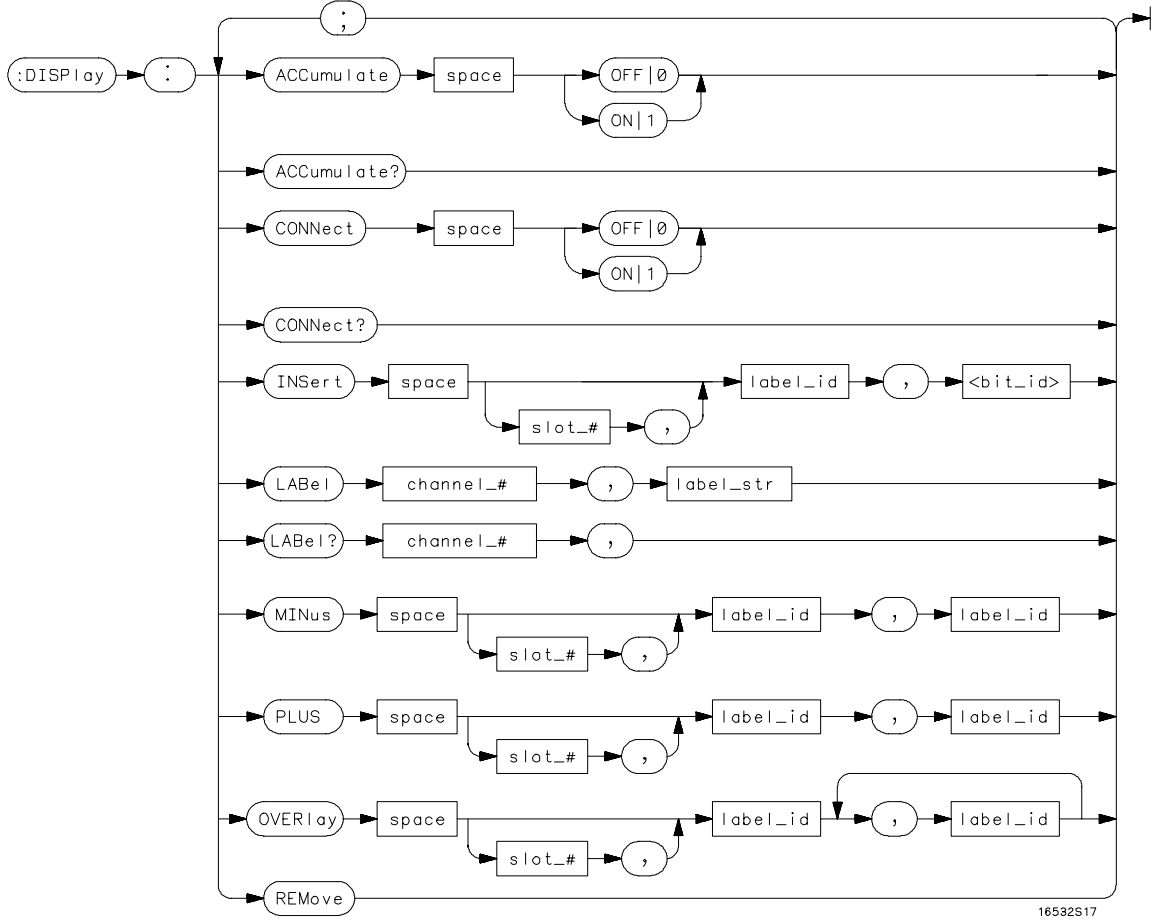 ;
:DISPlay : ACCumulate space OFF|0
ON|1
ACCumulate?
CONNect space OFF|0
ON|1
CONNect?
INSert space label_id , <bit_id>
slot_# ,
LABel channel_# , label_str
LABel? channel_# ,
MINus space label_id , label_id
slot_# ,
PLUS space label_id , label_id
slot_# ,
OVERlay space label_id , label_id
slot_# ,
REMove
16532S17